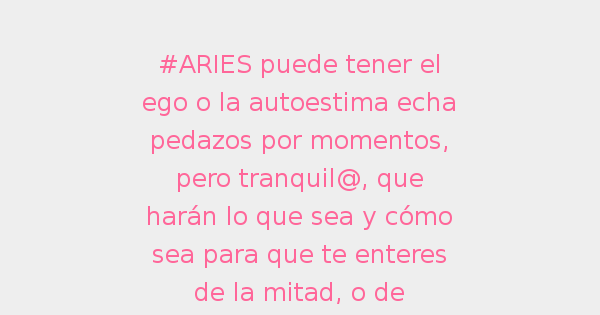 #ARIES puede tener el
ego o la autoestima echa
pedazos por momentos,
pero tranquil@, que
harán lo que sea y cómo
sea para que te enteres
de la mitad, o de